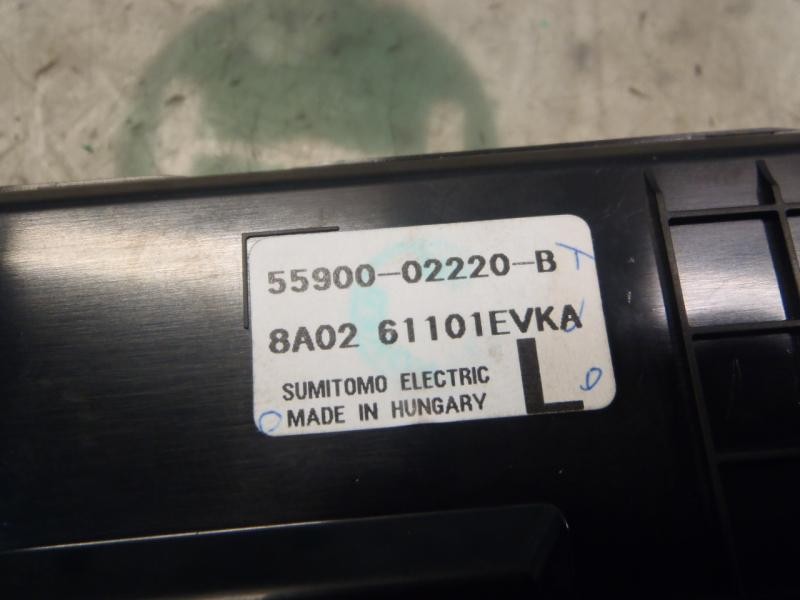 55900-02220-B
8A02 61101EVKA
SUMITOMO ELECTRIC
MADE IN HUNGARY
L